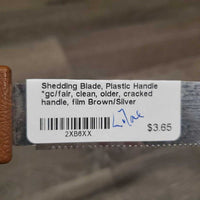 Shedding Blade, Plastic Handle
*gc/fair, clean, older, cracked
handle, film Brown/Silver
2XB6XX
$3.65